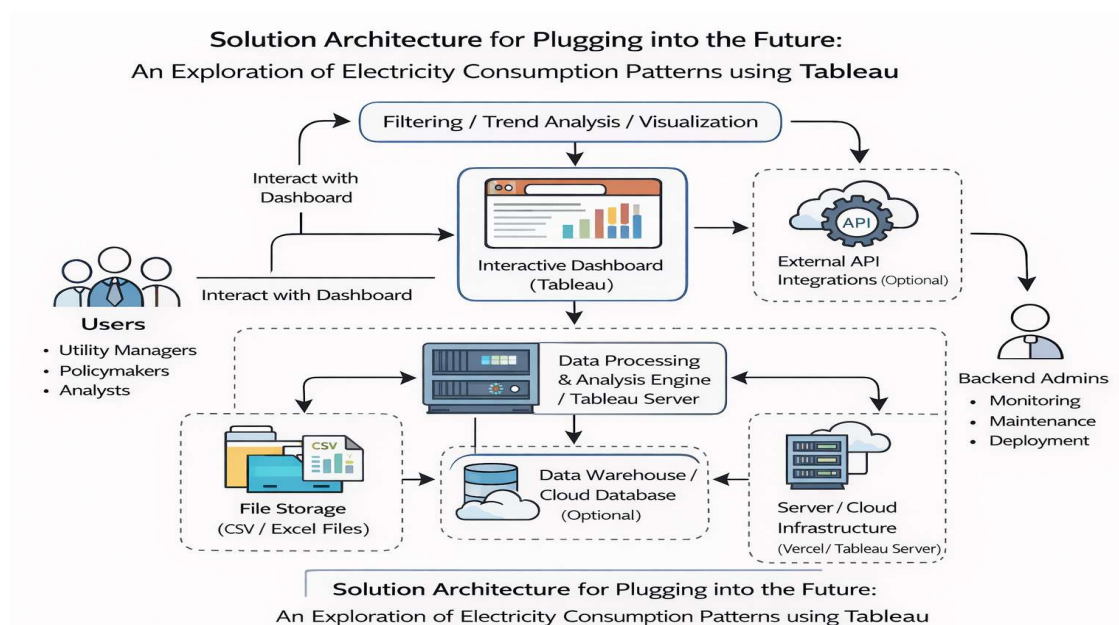 Solution Architecture for Plugging into the Future:
An Exploration of Electricity Consumption Patterns using Tableau
Filtering / Trend Analysis / Visualization
Interact with
Dashboard
Interactive Dashboard
(Tableau)
API
External API
Integrations (Optional)
Interact with Dashboard
Users
• Utility Managers
• Policymakers
• Analysts
Data Processing
& Analysis Engine
/ Tableau Server
Backend Admins
• Monitoring
• Maintenance
• Deployment
CSV
File Storage
(CSV / Excel Files)
Data Warehouse /
Cloud Database
(Optional)
Server / Cloud
Infrastructure
(Vercel / Tableau Server)
Solution Architecture for Plugging into the Future:
An Exploration of Electricity Consumption Patterns using Tableau